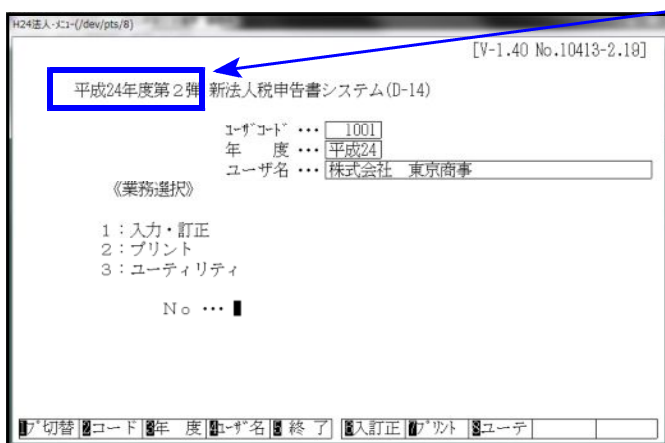 H24法人-ﾒﾆｭｰ-(/dev/pts/8)
[V-1.40 No.10413-2.19]
平成24年度第２弾 新法人税申告書システム(D-14)
ﾕｰｻﾞｺｰﾄﾞ … 1001
年　　度 … 平成24
ユーザ名 … 株式会社　東京商事
《業務選択》
１：入力・訂正
２：プリント
３：ユーティリティ
Ｎｏ …
1ﾌﾟ切替 2コード 3年　度 4ﾕｰｻﾞ名 5終 了 6入訂正 7ﾌﾟﾘﾝﾄ 8ユーテ